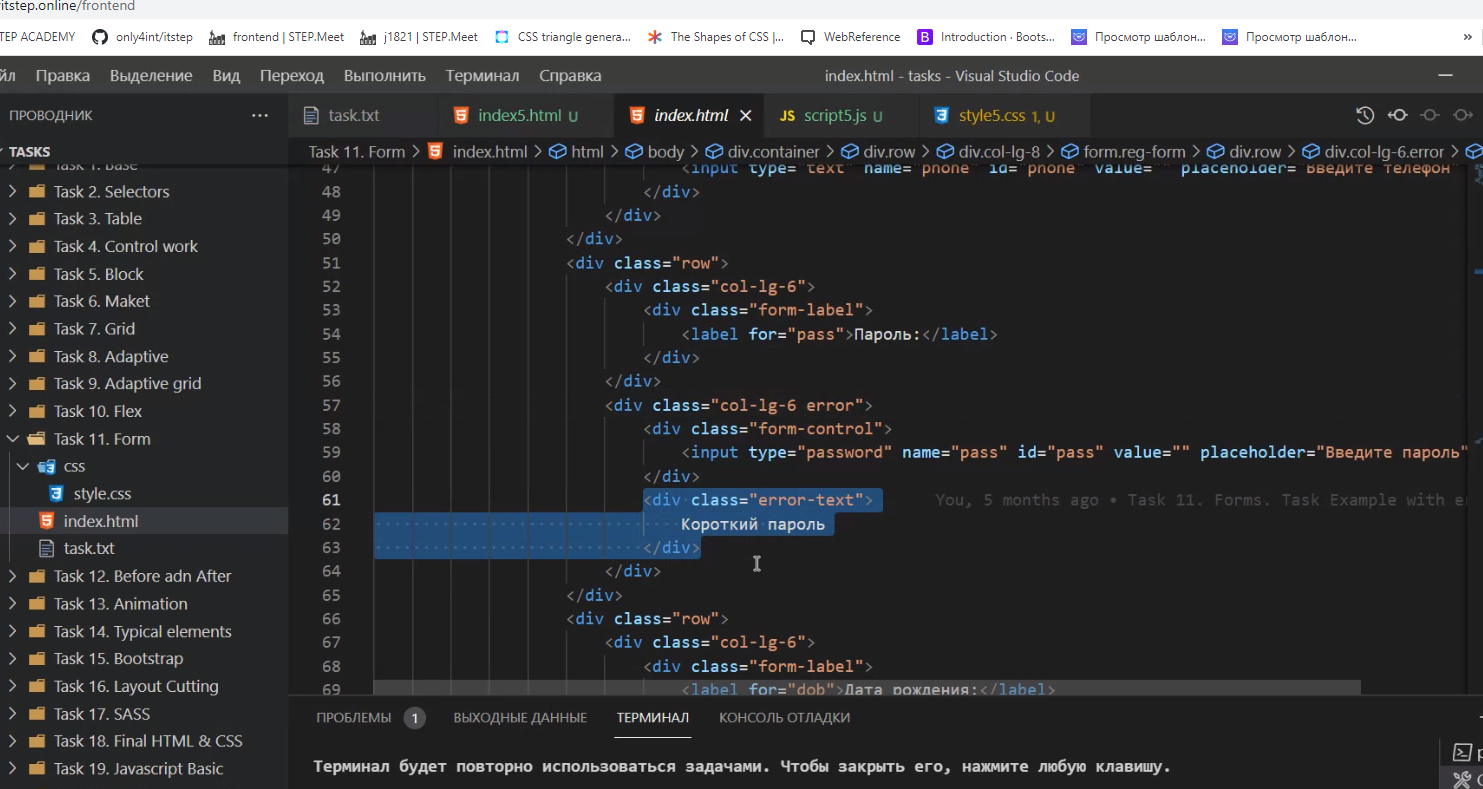 itstep.online/frontend
TEP ACADEMY only4int/itstep frontend | STEP.Meet j1821 | STEP.Meet CSS triangle genera... The Shapes of CSS |... WebReference Introduction · Boots... Просмотр шаблон... Просмотр шаблон... »
йл Правка Выделение Вид Переход Выполнить Терминал Справка index.html - tasks - Visual Studio Code
ПРОВОДНИК ... task.txt index5.html U index.html JS script5.js U style5.css 1, U
TASKS
Task 11. Form > index.html > html > body > div.container > div.row > div.col-lg-8 > form.reg-form > div.row > div.col-lg-6.error >
Task 1. Base
Task 2. Selectors
Task 3. Table
Task 4. Control work
Task 5. Block
Task 6. Maket
Task 7. Grid
Task 8. Adaptive
Task 9. Adaptive grid
Task 10. Flex
Task 11. Form
css
style.css
index.html
task.txt
Task 12. Before adn After
Task 13. Animation
Task 14. Typical elements
Task 15. Bootstrap
Task 16. Layout Cutting
Task 17. SASS
Task 18. Final HTML & CSS
Task 19. Javascript Basic
47 <input type="text" name="phone" id="phone" value="" placeholder="Введите телефон
48 </div>
49 </div>
50 </div>
51 <div class="row">
52 <div class="col-lg-6">
53 <div class="form-label">
54 <label for="pass">Пароль:</label>
55 </div>
56 </div>
57 <div class="col-lg-6 error">
58 <div class="form-control">
59 <input type="password" name="pass" id="pass" value="" placeholder="Введите пароль"
60 </div>
61 <div class="error-text"> You, 5 months ago • Task 11. Forms. Task Example with er
62 Короткий пароль
63 </div>
64 </div>
65 </div>
66 <div class="row">
67 <div class="col-lg-6">
68 <div class="form-label">
69 <label for="dob">Дата рождения:</label>
ПРОБЛЕМЫ 1 ВЫХОДНЫЕ ДАННЫЕ ТЕРМИНАЛ КОНСОЛЬ ОТЛАДКИ
Терминал будет повторно использоваться задачами. Чтобы закрыть его, нажмите любую клавишу.